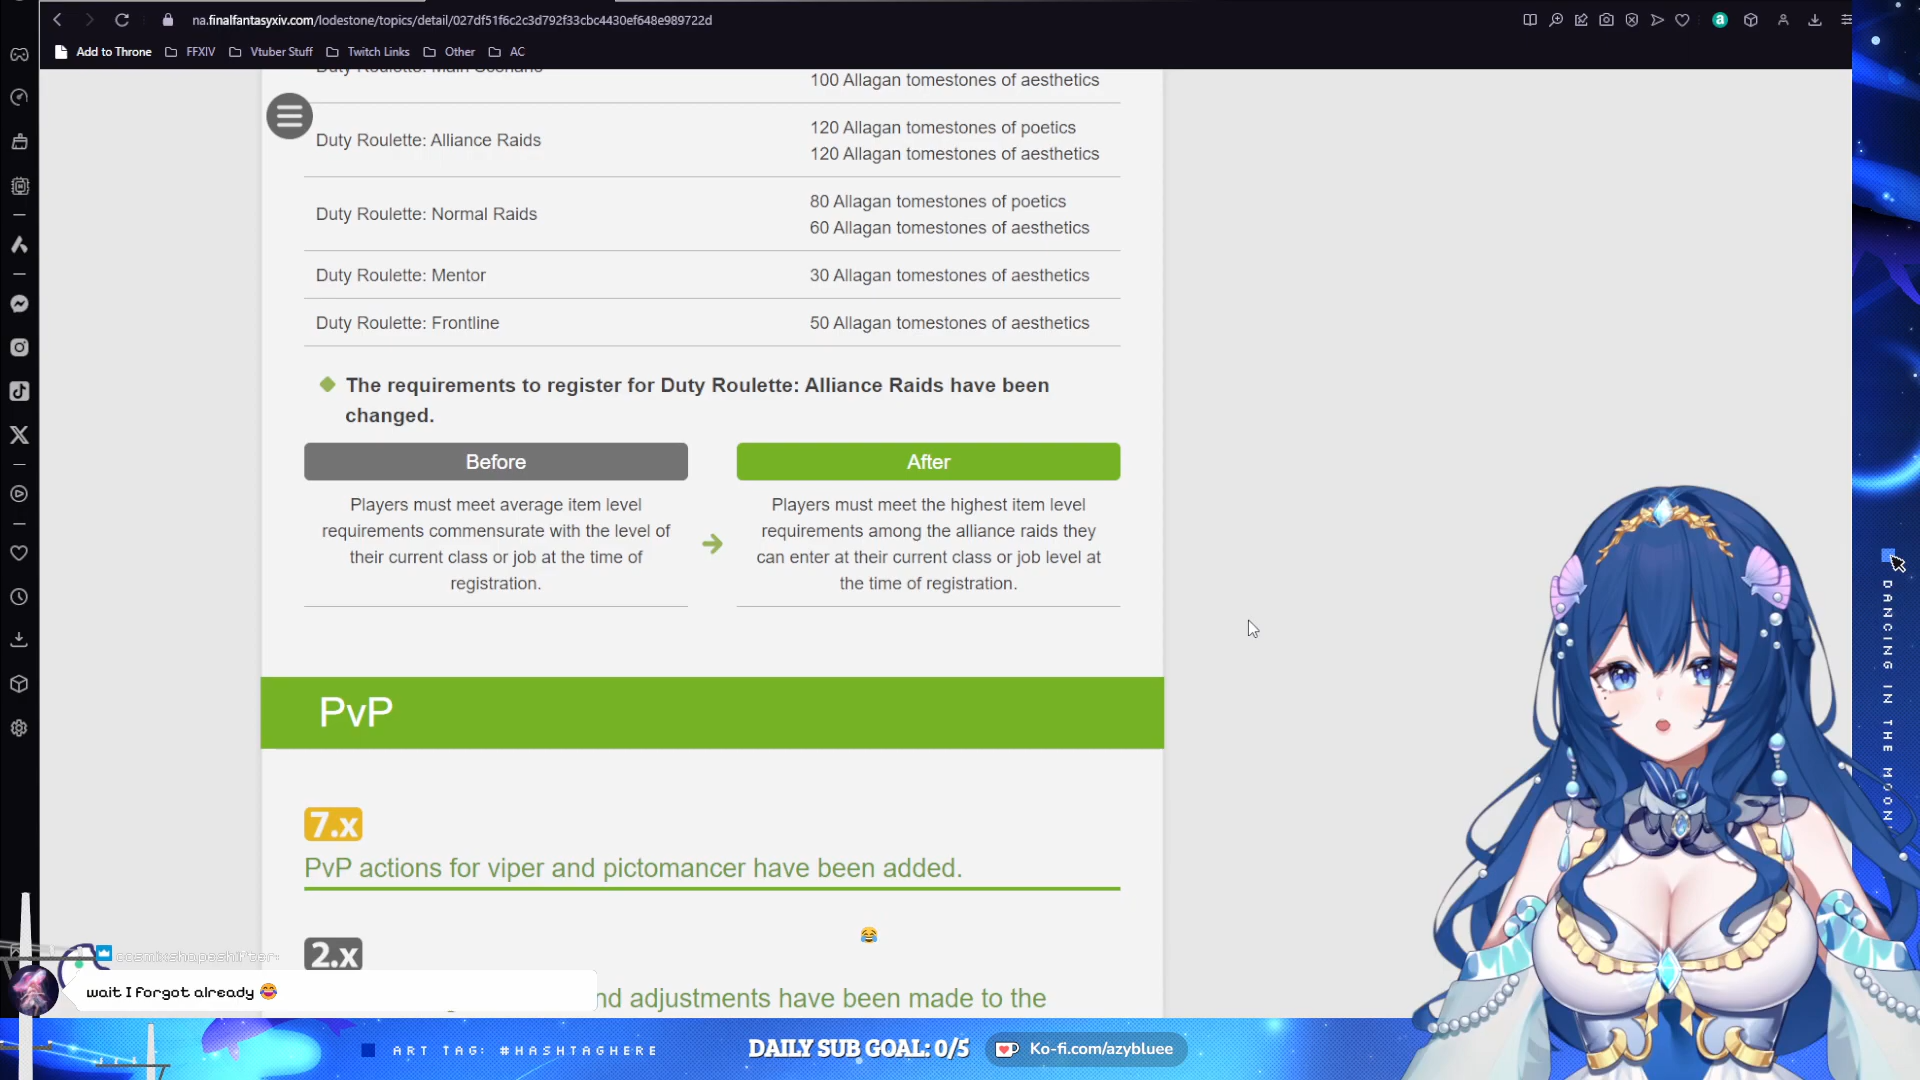 na.finalfantasyxiv.com/lodestone/topics/detail/027df51f6c2c3d792f33cbc4430ef648e989722d
Add to Throne
FFXIV
Vtuber Stuff
Twitch Links
Other
AC
Duty Roulette: Main Scenario
100 Allagan tomestones of aesthetics
Duty Roulette: Alliance Raids
120 Allagan tomestones of poetics
120 Allagan tomestones of aesthetics
Duty Roulette: Normal Raids
80 Allagan tomestones of poetics
60 Allagan tomestones of aesthetics
Duty Roulette: Mentor
30 Allagan tomestones of aesthetics
Duty Roulette: Frontline
50 Allagan tomestones of aesthetics
The requirements to register for Duty Roulette: Alliance Raids have been
changed.
Before
Players must meet average item level
requirements commensurate with the level of
their current class or job at the time of
registration.
After
Players must meet the highest item level
requirements among the alliance raids they
can enter at their current class or job level at
the time of registration.
PvP
7.x
PvP actions for viper and pictomancer have been added.
2.x
nd adjustments have been made to the
cosmikshapeshifter
wait I forgot already 😂
ART TAG: #HASHTAGHERE
DAILY SUB GOAL: 0/5
Ko-fi.com/azybluee
DANCING IN THE MOON